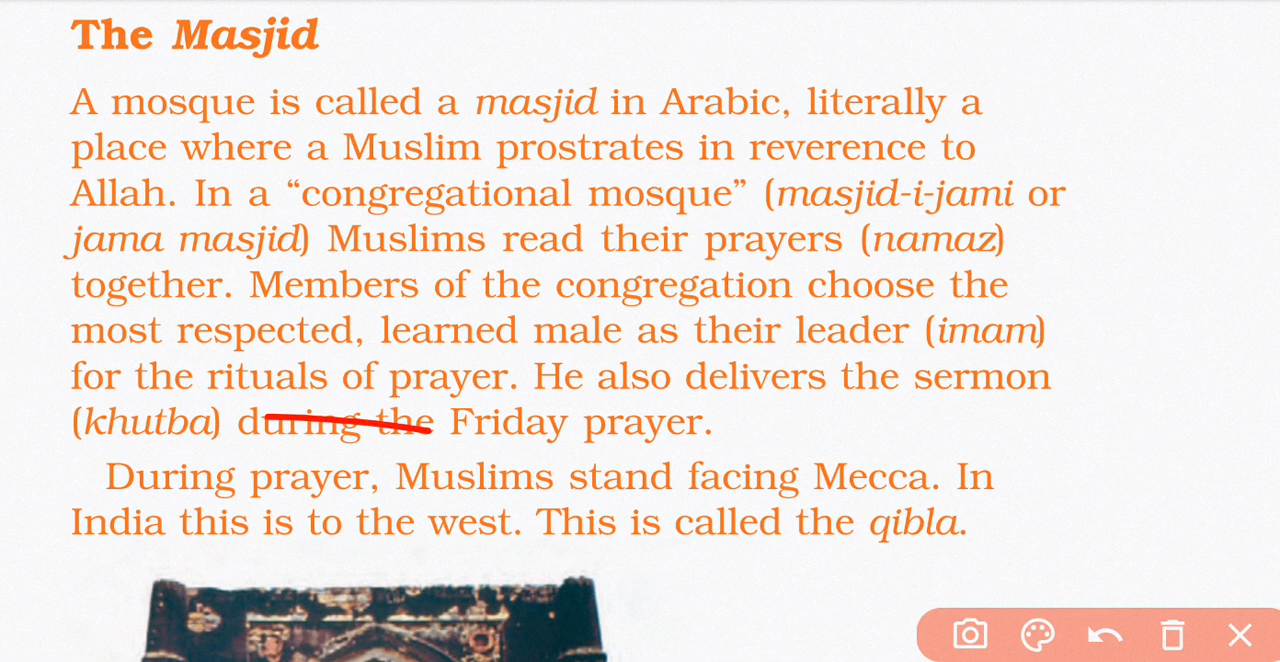 The Masjid
A mosque is called a masjid in Arabic, literally a
place where a Muslim prostrates in reverence to
Allah. In a “congregational mosque” (masjid-i-jami or
jama masjid) Muslims read their prayers (namaz)
together. Members of the congregation choose the
most respected, learned male as their leader (imam)
for the rituals of prayer. He also delivers the sermon
(khutba) during the Friday prayer.
During prayer, Muslims stand facing Mecca. In
India this is to the west. This is called the qibla.